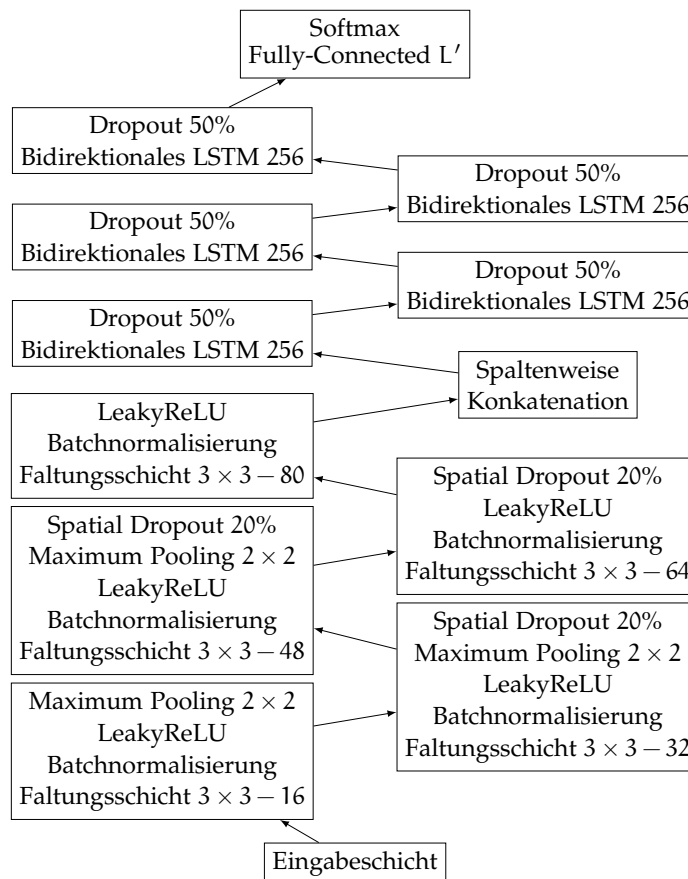 Softmax
Fully-Connected L′
Dropout 50%
Bidirektionales LSTM 256
Dropout 50%
Bidirektionales LSTM 256
Dropout 50%
Bidirektionales LSTM 256
Dropout 50%
Bidirektionales LSTM 256
Dropout 50%
Bidirektionales LSTM 256
Spaltenweise
Konkatenation
LeakyReLU
Batchnormalisierung
Faltungsschicht 3 × 3 − 80
Spatial Dropout 20%
LeakyReLU
Batchnormalisierung
Faltungsschicht 3 × 3 − 64
Spatial Dropout 20%
Maximum Pooling 2 × 2
LeakyReLU
Batchnormalisierung
Faltungsschicht 3 × 3 − 48
Spatial Dropout 20%
Maximum Pooling 2 × 2
LeakyReLU
Batchnormalisierung
Faltungsschicht 3 × 3 − 32
Maximum Pooling 2 × 2
LeakyReLU
Batchnormalisierung
Faltungsschicht 3 × 3 − 16
Eingabeschicht